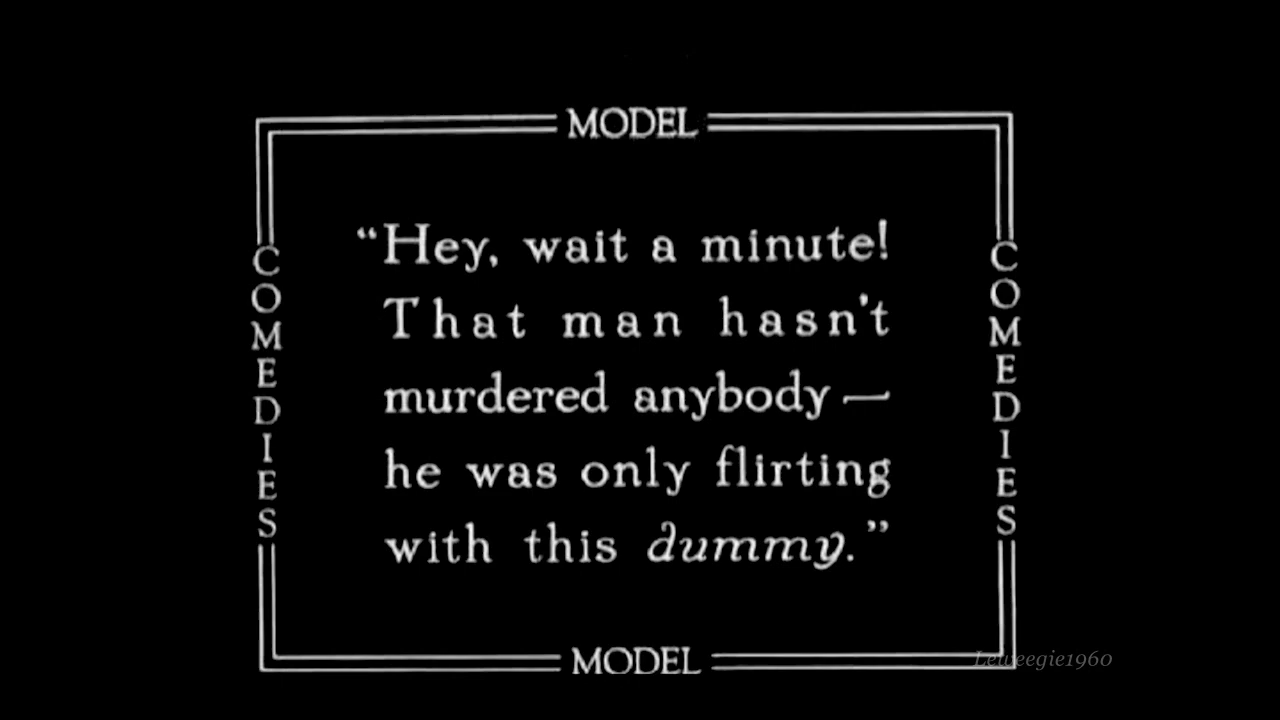 MODEL
COMEDIES
“Hey, wait a minute!
That man hasn't
murdered anybody —
he was only flirting
with this dummy.”
COMEDIES
MODEL
Leweegie1960